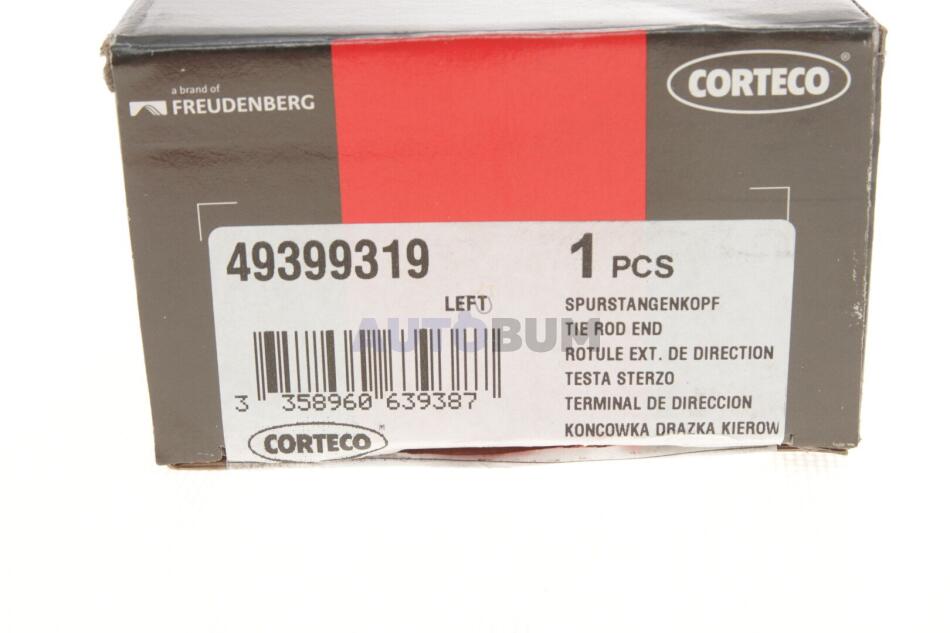 a brand of
FREUDENBERG
CORTECO®
49399319
1 PCS
LEFT
SPURSTANGENKOPF
TIE ROD END
ROTULE EXT. DE DIRECTION
TESTA STERZO
TERMINAL DE DIRECCION
KONCOWKA DRAZKA KIEROW
AUTOBUM
3 358960 639387
CORTECO